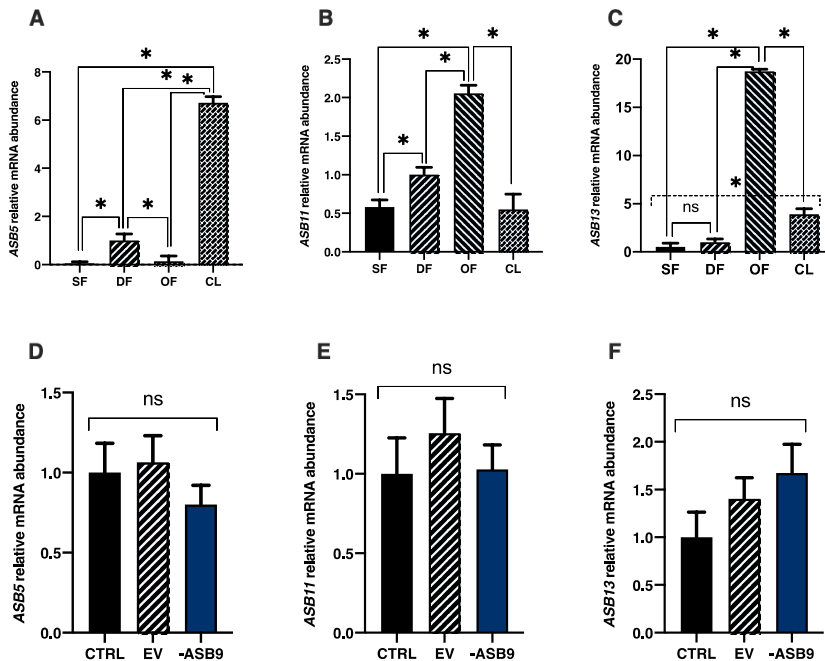 A
ASB5 relative mRNA abundance
8
6
4
2
0
SF DF OF CL
* * * * *
B
ASB11 relative mRNA abundance
2.5
2.0
1.5
1.0
0.5
0.0
SF DF OF CL
* * * *
C
ASB13 relative mRNA abundance
20
15
10
5
0
SF DF OF CL
* * * * ns
D
ASB5 relative mRNA abundance
1.5
1.0
0.5
0.0
CTRL EV -ASB9
ns
E
ASB11 relative mRNA abundance
1.5
1.0
0.5
0.0
CTRL EV -ASB9
ns
F
ASB13 relative mRNA abundance
2.5
2.0
1.5
1.0
0.5
0.0
CTRL EV -ASB9
ns